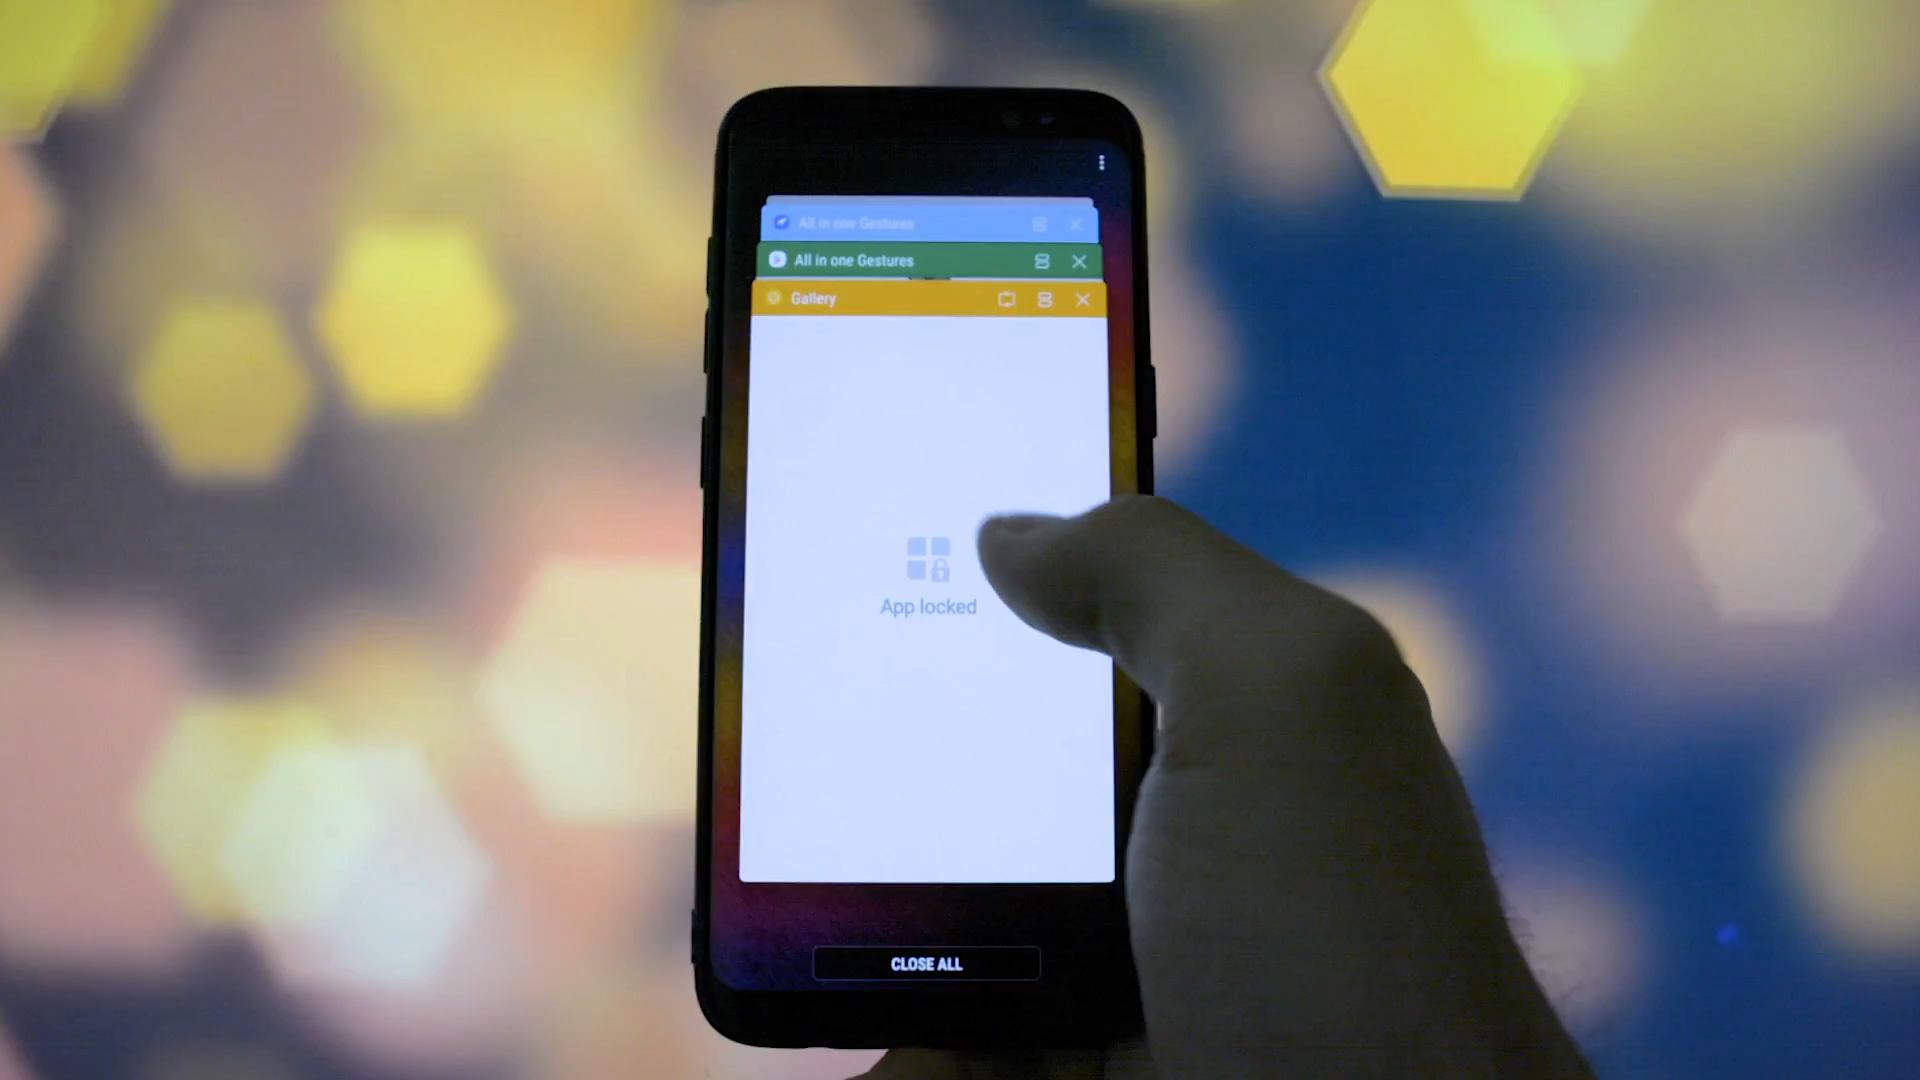 All in one Gestures
All in one Gestures
Gallery
App locked
CLOSE ALL